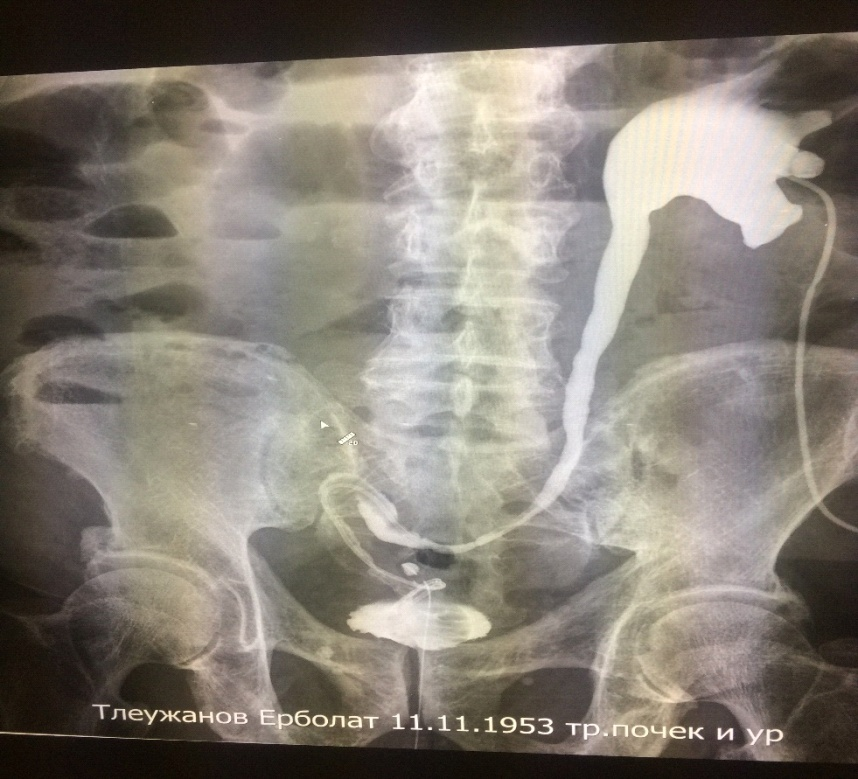 Тлеужанов Ерболат 11.11.1953 тр.почек и ур